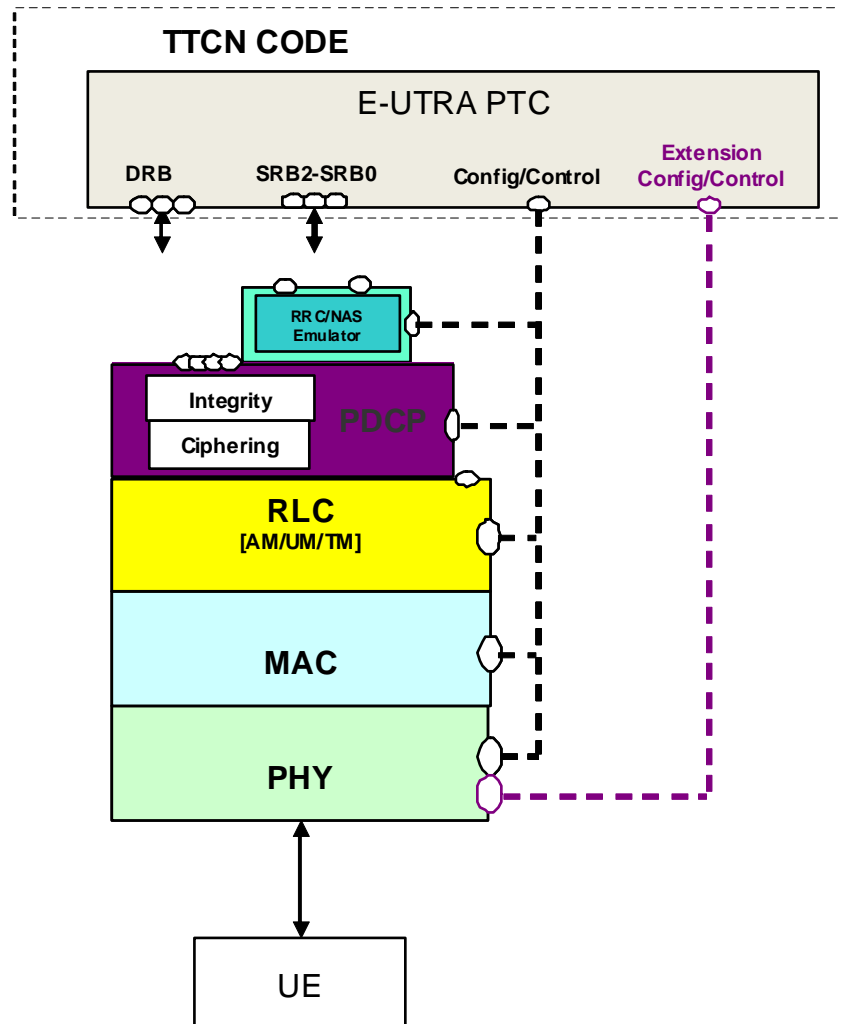 TTCN CODE
E-UTRA PTC
DRB
SRB2-SRB0
Config/Control
Extension
Config/Control
RRC/NAS
Emulator
Integrity
Ciphering
PDCP
RLC
[AM/UM/TM]
MAC
PHY
UE